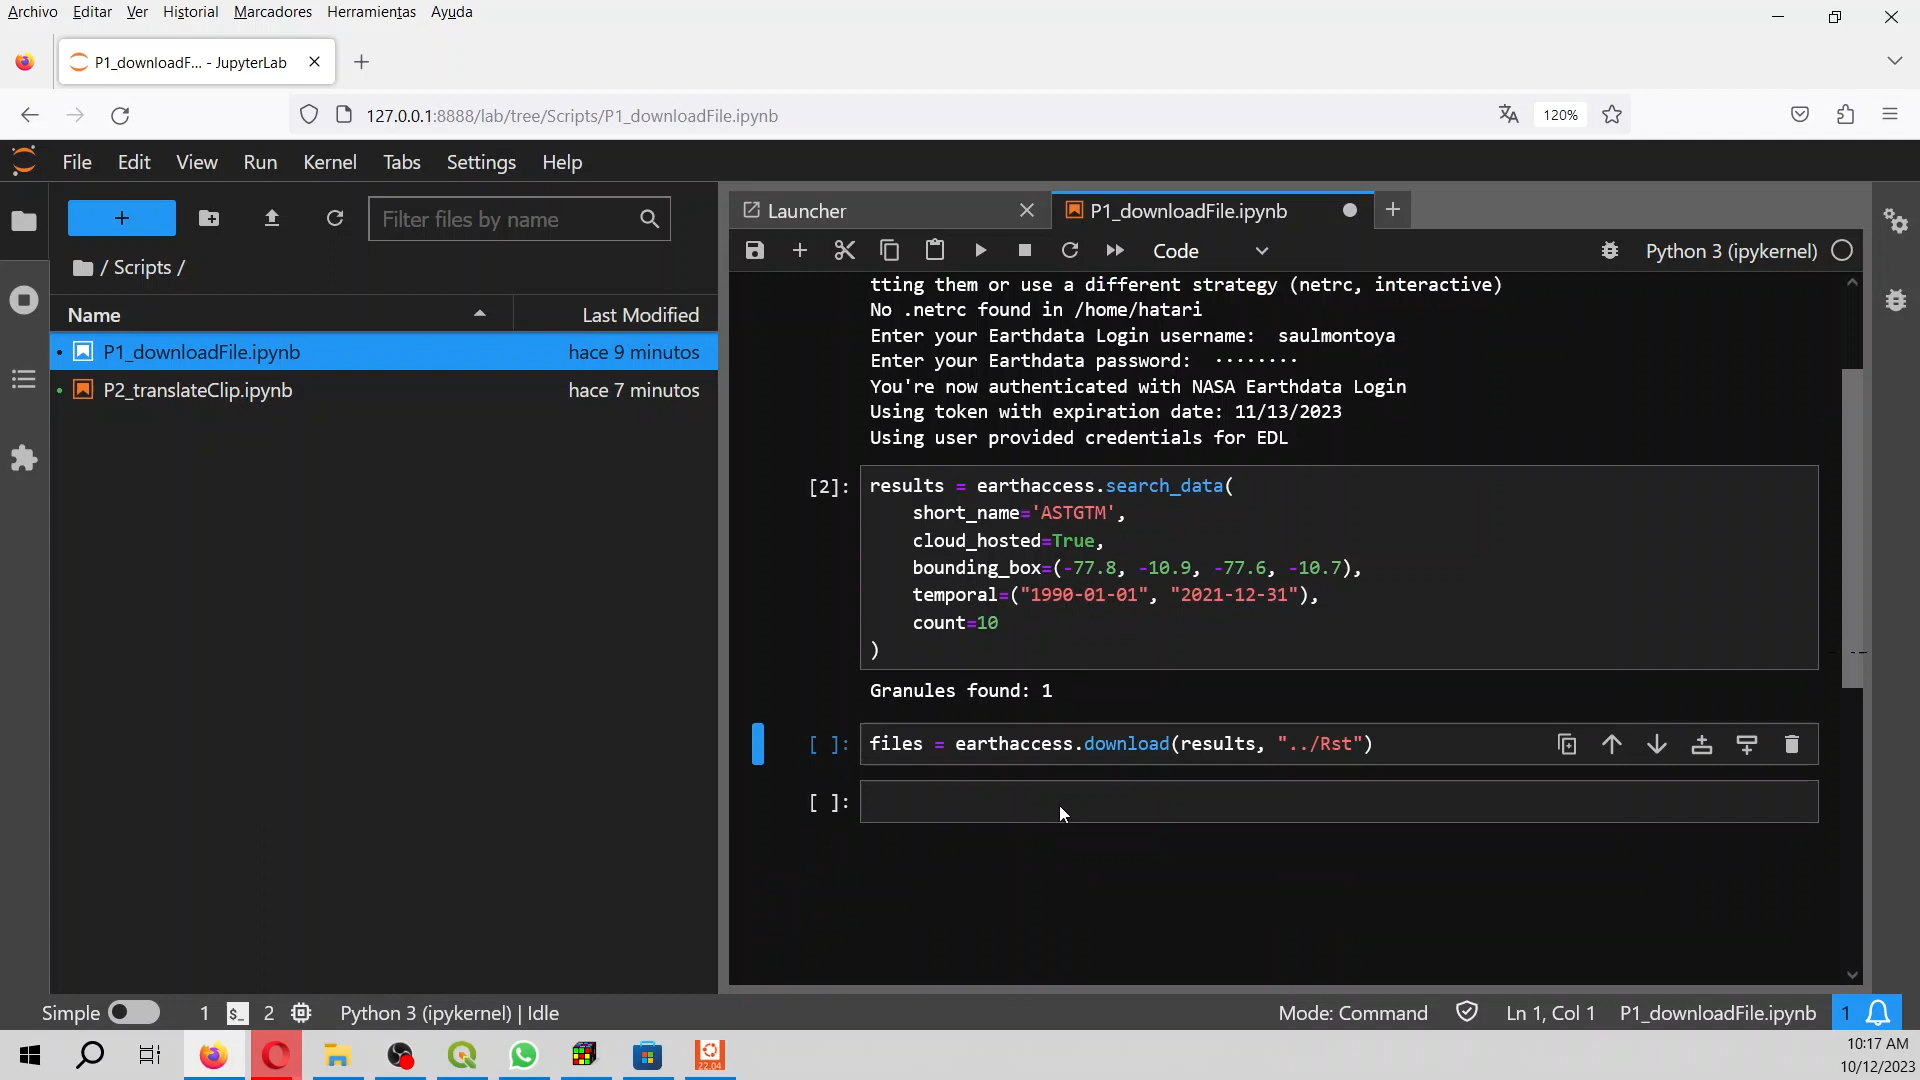 Archivo Editar Ver Historial Marcadores Herramientas Ayuda
P1_downloadF... - JupyterLab
127.0.0.1:8888/lab/tree/Scripts/P1_downloadFile.ipynb
120%
File Edit View Run Kernel Tabs Settings Help
Filter files by name
/ Scripts /
Name Last Modified
P1_downloadFile.ipynb hace 9 minutos
P2_translateClip.ipynb hace 7 minutos
Launcher P1_downloadFile.ipynb
Code Python 3 (ipykernel)
tting them or use a different strategy (netrc, interactive)
No .netrc found in /home/hatari
Enter your Earthdata Login username: saulmontoya
Enter your Earthdata password: ········
You're now authenticated with NASA Earthdata Login
Using token with expiration date: 11/13/2023
Using user provided credentials for EDL
[2]: results = earthaccess.search_data(
short_name='ASTGTM',
cloud_hosted=True,
bounding_box=(-77.8, -10.9, -77.6, -10.7),
temporal=("1990-01-01", "2021-12-31"),
count=10
)
Granules found: 1
[ ]: files = earthaccess.download(results, "../Rst")
[ ]:
Simple 1 $_ 2 Python 3 (ipykernel) | Idle Mode: Command Ln 1, Col 1 P1_downloadFile.ipynb 1
22.04
10:17 AM
10/12/2023